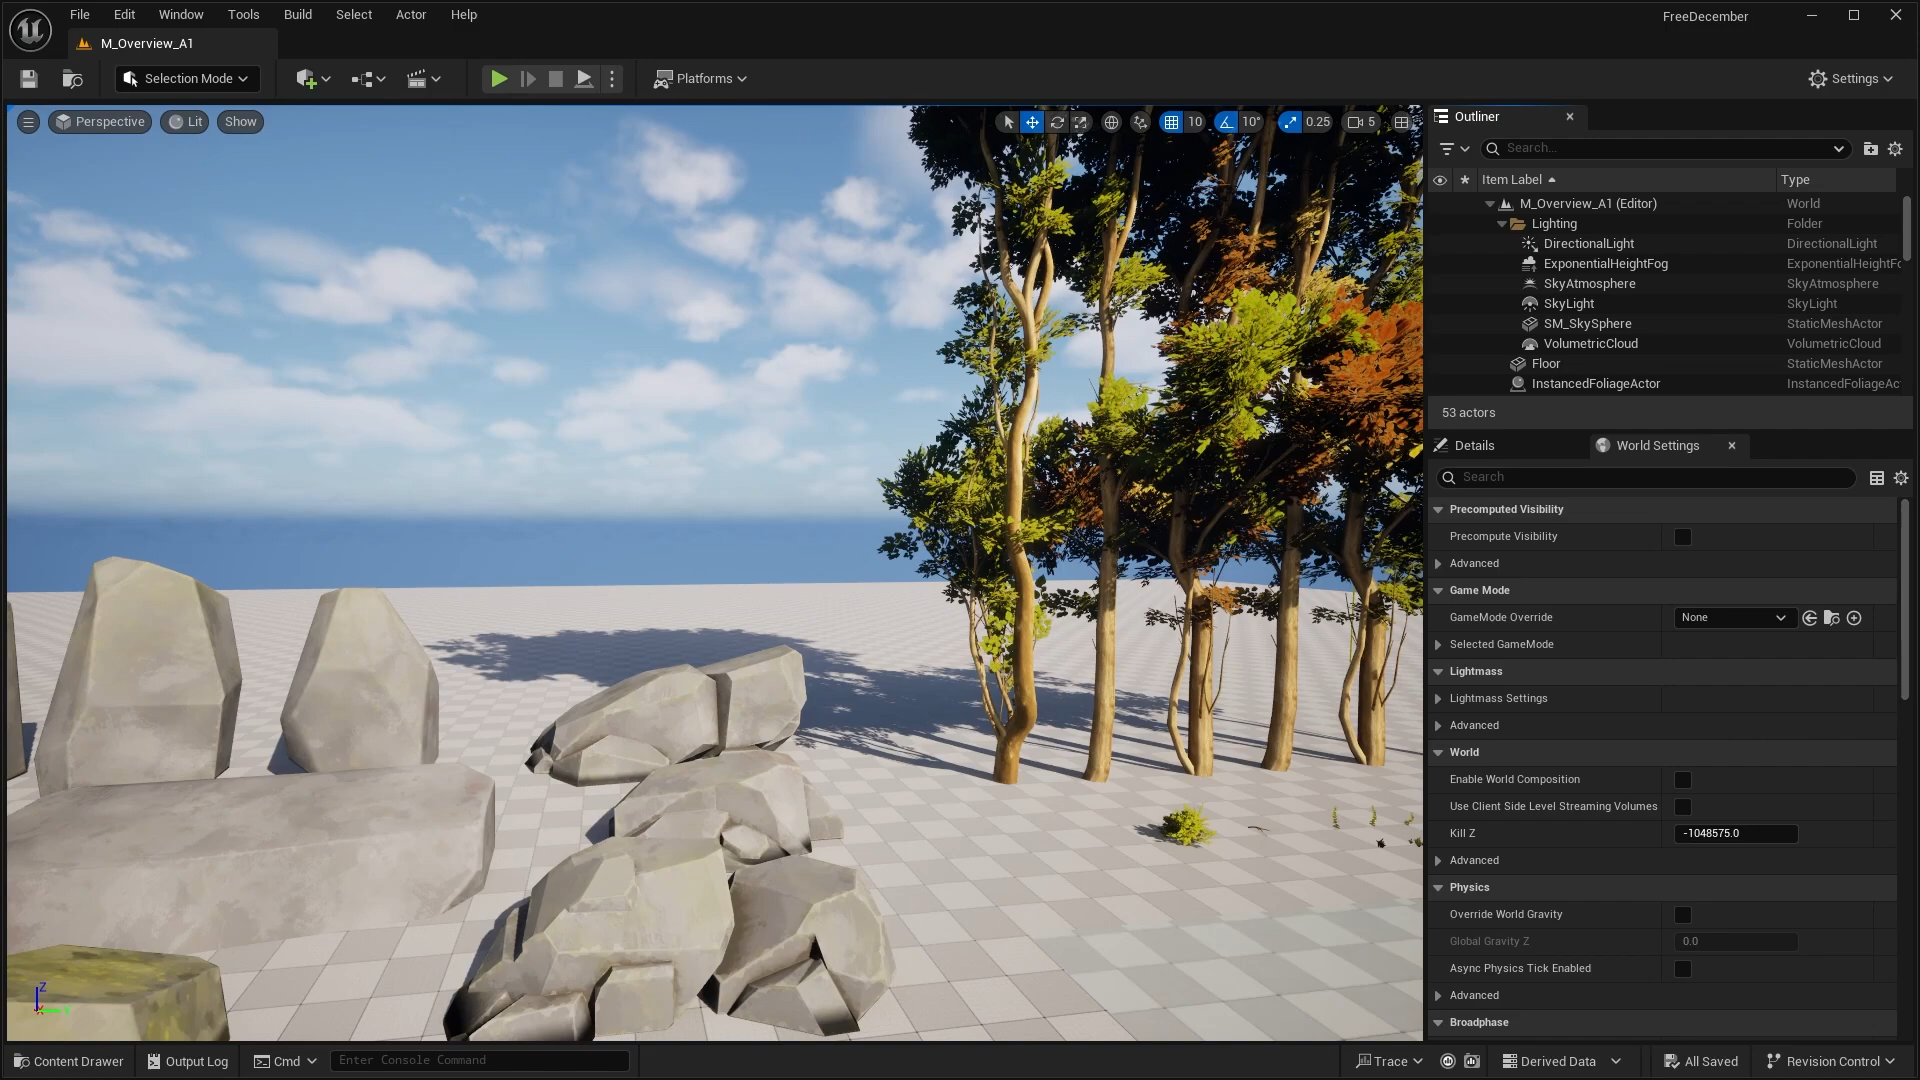 File Edit Window Tools Build Select Actor Help
FreeDecember
M_Overview_A1
Selection Mode
Platforms
Settings
Perspective Lit Show
10 10° 0.25 5
Outliner
Search...
Item Label Type
M_Overview_A1 (Editor) World
Lighting Folder
DirectionalLight DirectionalLight
ExponentialHeightFog ExponentialHeightFo
SkyAtmosphere SkyAtmosphere
SkyLight SkyLight
SM_SkySphere StaticMeshActor
VolumetricCloud VolumetricCloud
Floor StaticMeshActor
InstancedFoliageActor InstancedFoliageAc
53 actors
Details World Settings
Search
Precomputed Visibility
Precompute Visibility
Advanced
Game Mode
GameMode Override None
Selected GameMode
Lightmass
Lightmass Settings
Advanced
World
Enable World Composition
Use Client Side Level Streaming Volumes
Kill Z -1048575.0
Advanced
Physics
Override World Gravity
Global Gravity Z 0.0
Async Physics Tick Enabled
Advanced
Broadphase
Z
Content Drawer Output Log Cmd Enter Console Command Trace Derived Data All Saved Revision Control